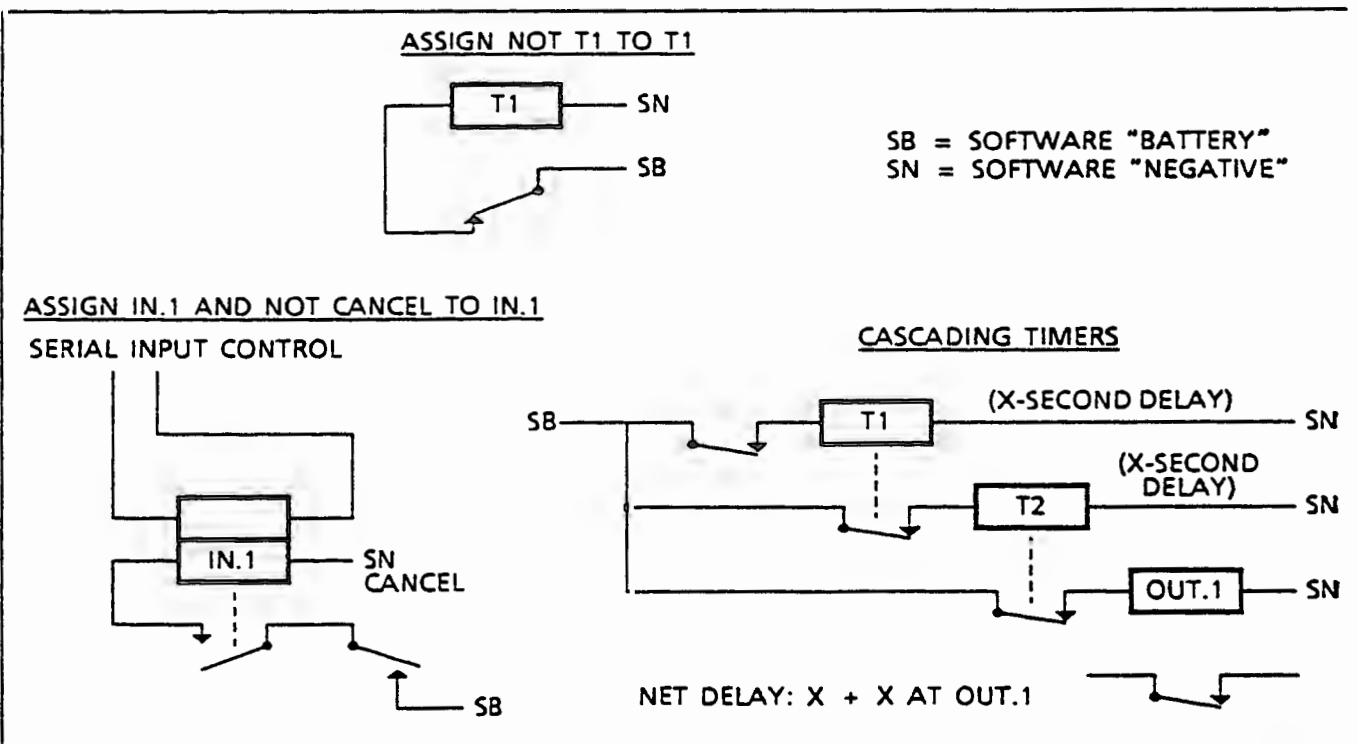 ASSIGN NOT T1 TO T1
T1
SN
SB
SB = SOFTWARE "BATTERY"
SN = SOFTWARE "NEGATIVE"
ASSIGN IN.1 AND NOT CANCEL TO IN.1
SERIAL INPUT CONTROL
IN.1
SN
CANCEL
SB
CASCADING TIMERS
SB
T1
(X-SECOND DELAY)
SN
T2
(X-SECOND
DELAY)
SN
OUT.1
SN
NET DELAY: X + X AT OUT.1